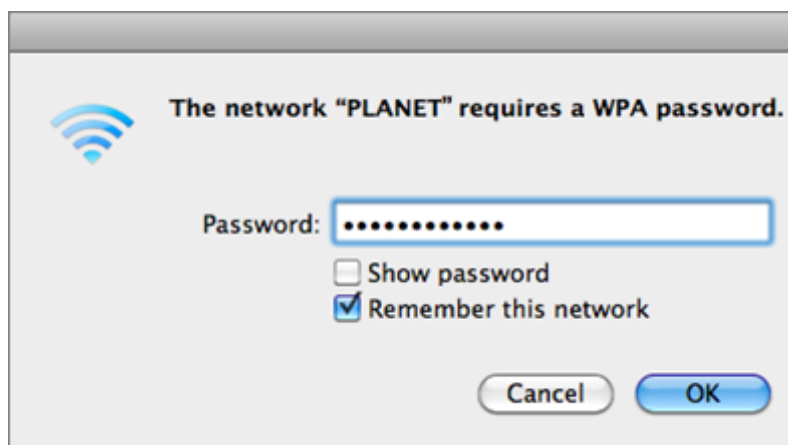 The network “PLANET” requires a WPA password.
Password: ••••••••••••
Show password
Remember this network
Cancel OK